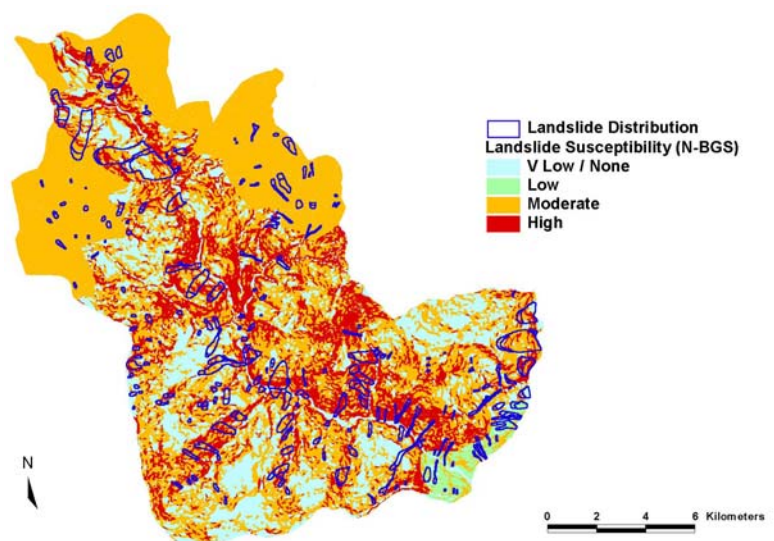 Landslide Distribution
Landslide Susceptibility (N-BGS)
V Low / None
Low
Moderate
High
N
0 2 4 6 Kilometers